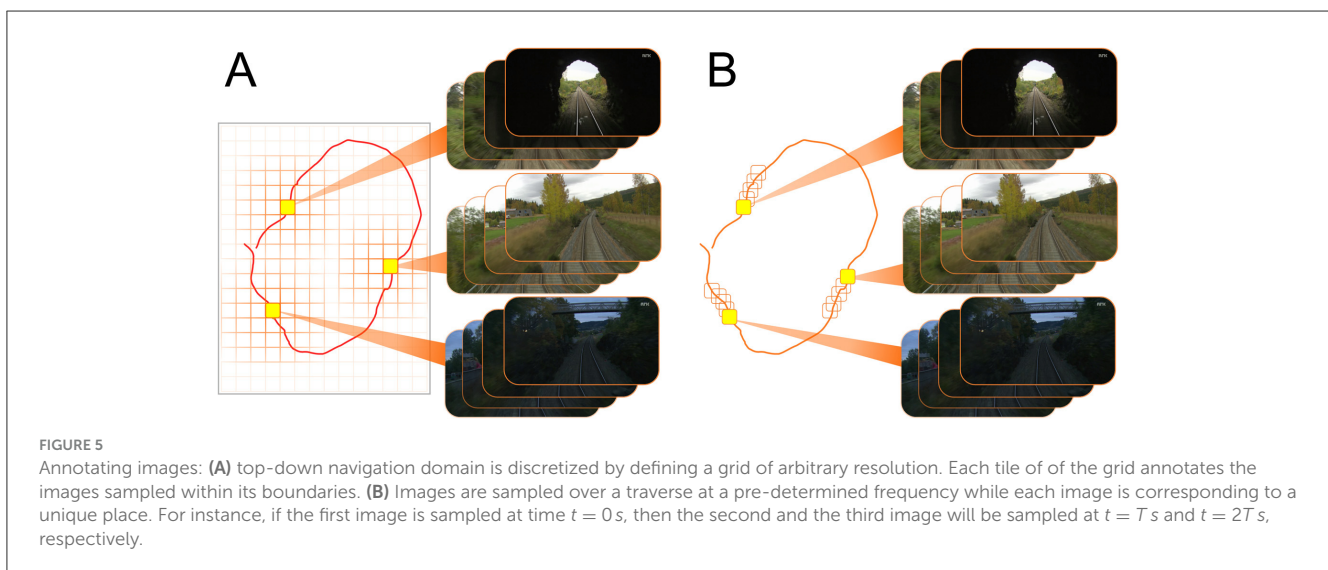 A
B
FIGURE 5
Annotating images: (A) top-down navigation domain is discretized by defining a grid of arbitrary resolution. Each tile of of the grid annotates the
images sampled within its boundaries. (B) Images are sampled over a traverse at a pre-determined frequency while each image is corresponding to a
unique place. For instance, if the first image is sampled at time t = 0 s, then the second and the third image will be sampled at t = T s and t = 2T s,
respectively.